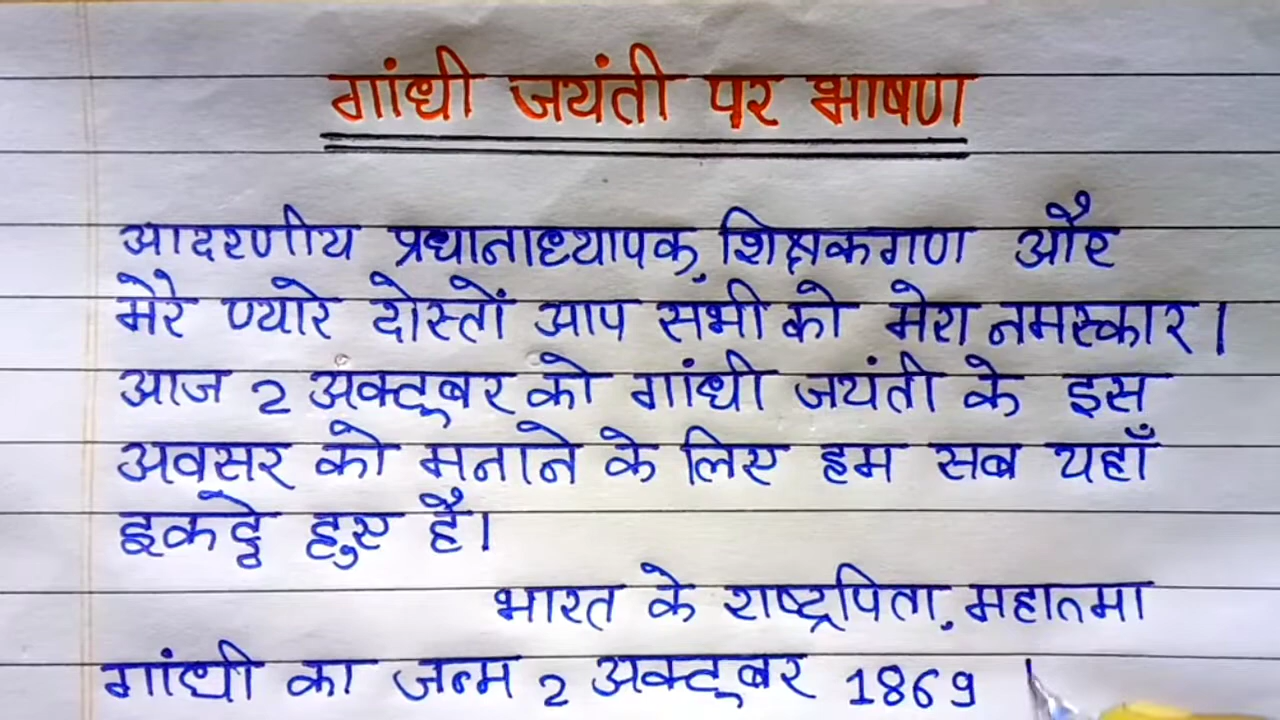 गांधी जयंती पर भाषण
आदरणीय प्रधानाध्यापक, शिक्षकगण और
मेरे प्यारे दोस्तों आप सभी को मेरा नमस्कार।
आज 2 अक्टूबर को गांधी जयंती के इस
अवसर को मनाने के लिए हम सब यहाँ
इकट्ठे हुए है।
भारत के राष्ट्रपिता, महात्मा
गांधी का जन्म 2 अक्टूबर 1869